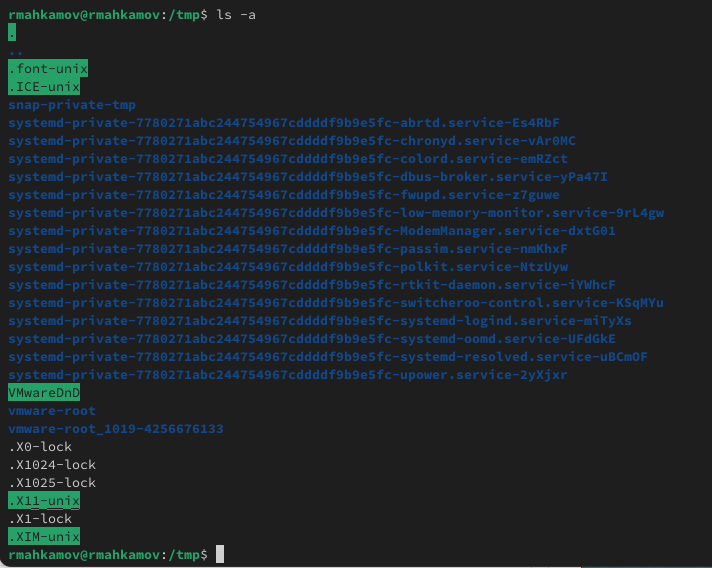 rmahkamov@rmahkamov:/tmp$ ls -a
.
..
.font-unix
.ICE-unix
snap-private-tmp
systemd-private-7780271abc244754967cddddf9b9e5fc-abrtd.service-Es4RbF
systemd-private-7780271abc244754967cddddf9b9e5fc-chronyd.service-vAr0MC
systemd-private-7780271abc244754967cddddf9b9e5fc-colord.service-emRZct
systemd-private-7780271abc244754967cddddf9b9e5fc-dbus-broker.service-yPa47I
systemd-private-7780271abc244754967cddddf9b9e5fc-fwupd.service-z7guwe
systemd-private-7780271abc244754967cddddf9b9e5fc-low-memory-monitor.service-9rL4gw
systemd-private-7780271abc244754967cddddf9b9e5fc-ModemManager.service-dxtG01
systemd-private-7780271abc244754967cddddf9b9e5fc-passim.service-nmKhxF
systemd-private-7780271abc244754967cddddf9b9e5fc-polkit.service-NtzUyw
systemd-private-7780271abc244754967cddddf9b9e5fc-rtkit-daemon.service-iYWhcF
systemd-private-7780271abc244754967cddddf9b9e5fc-switcheroo-control.service-KSqMYu
systemd-private-7780271abc244754967cddddf9b9e5fc-systemd-logind.service-miTyXs
systemd-private-7780271abc244754967cddddf9b9e5fc-systemd-oomd.service-UFdGkE
systemd-private-7780271abc244754967cddddf9b9e5fc-systemd-resolved.service-uBCmOF
systemd-private-7780271abc244754967cddddf9b9e5fc-upower.service-2yXjxr
VMwareDnD
vmware-root
vmware-root_1019-4256676133
.X0-lock
.X1024-lock
.X1025-lock
.X11-unix
.X1-lock
.XIM-unix
rmahkamov@rmahkamov:/tmp$